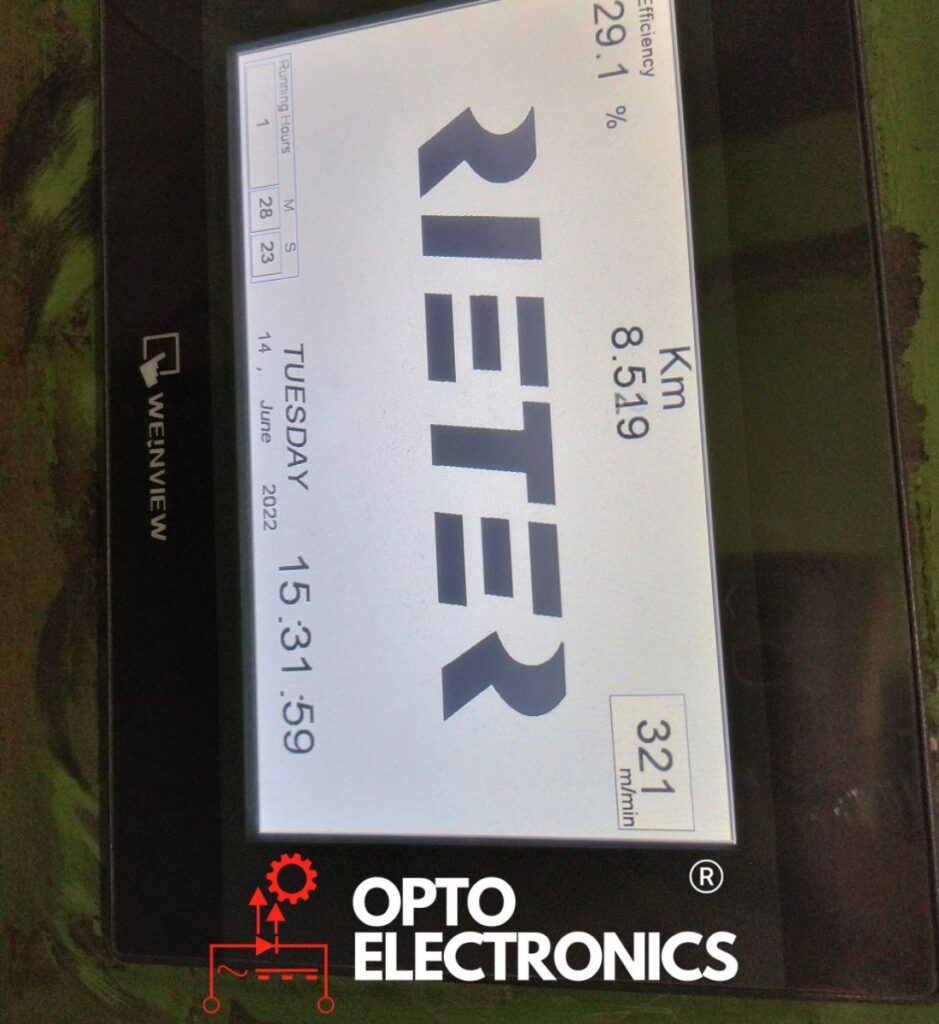 Efficiency
29.1 %
Km
8.519
321
m/min
RIETER
Running Hours M S
1 28 23
TUESDAY 15:31:59
14, June 2022
WEINVIEW
OPTO
ELECTRONICS
®